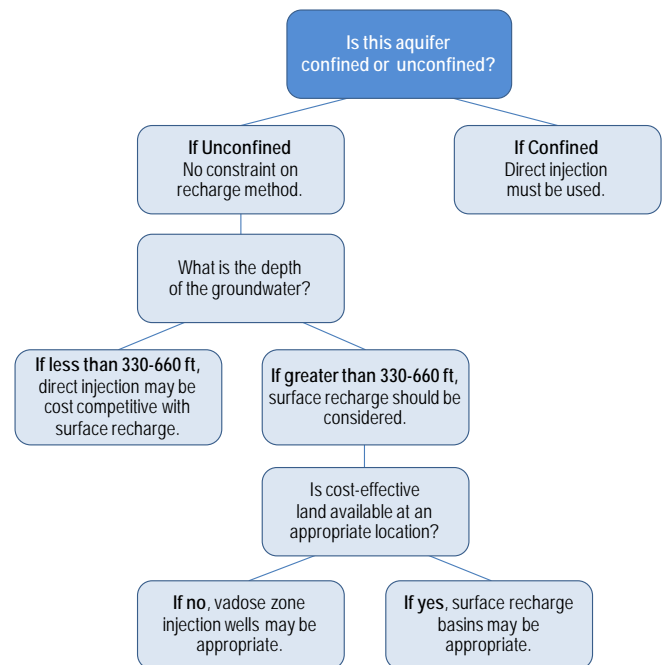 Is this aquifer
confined or unconfined?
If Unconfined
No constraint on
recharge method.
If Confined
Direct injection
must be used.
What is the depth
of the groundwater?
If less than 330-660 ft,
direct injection may be
cost competitive with
surface recharge.
If greater than 330-660 ft,
surface recharge should be
considered.
Is cost-effective
land available at an
appropriate location?
If no, vadose zone
injection wells may be
appropriate.
If yes, surface recharge
basins may be
appropriate.